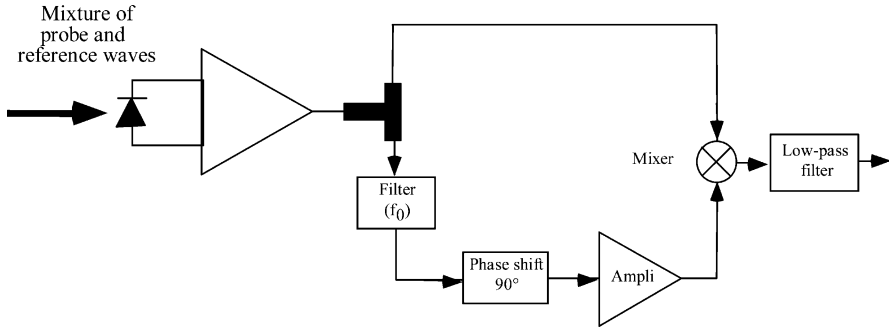 Mixture of
probe and
reference waves
Mixer
Low-pass
filter
Filter
(f0)
Phase shift
90°
Ampli